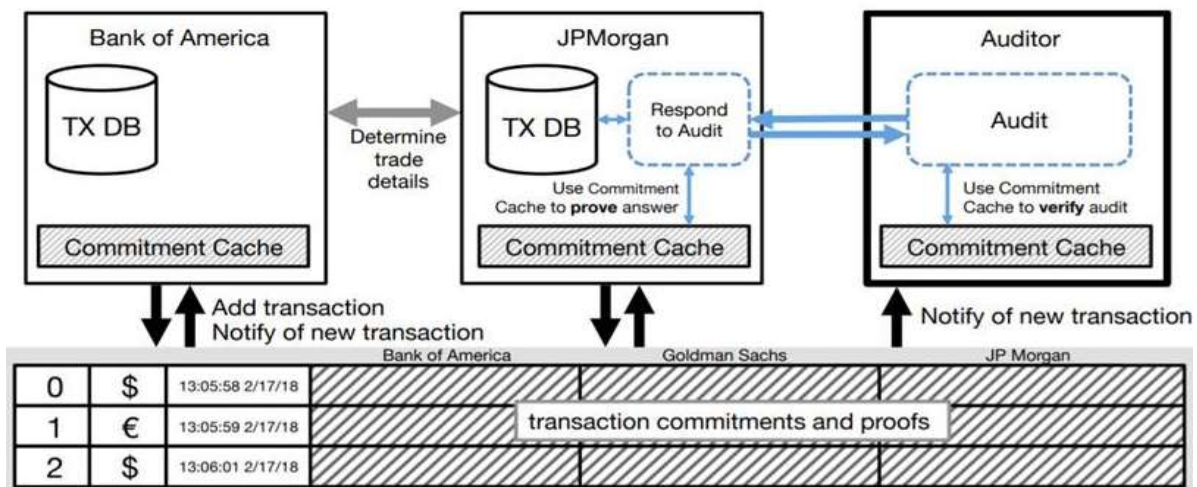 Bank of America
JPMorgan
Auditor
TX DB
Determine
trade
details
TX DB
Respond
to Audit
Audit
Use Commitment
Cache to prove answer
Use Commitment
Cache to verify audit
Commitment Cache
Commitment Cache
Commitment Cache
Add transaction
Notify of new transaction
Notify of new transaction
Bank of America
Goldman Sachs
JP Morgan
0 $ 13:05:58 2/17/18
1 € 13:05:59 2/17/18
transaction commitments and proofs
2 $ 13:06:01 2/17/18